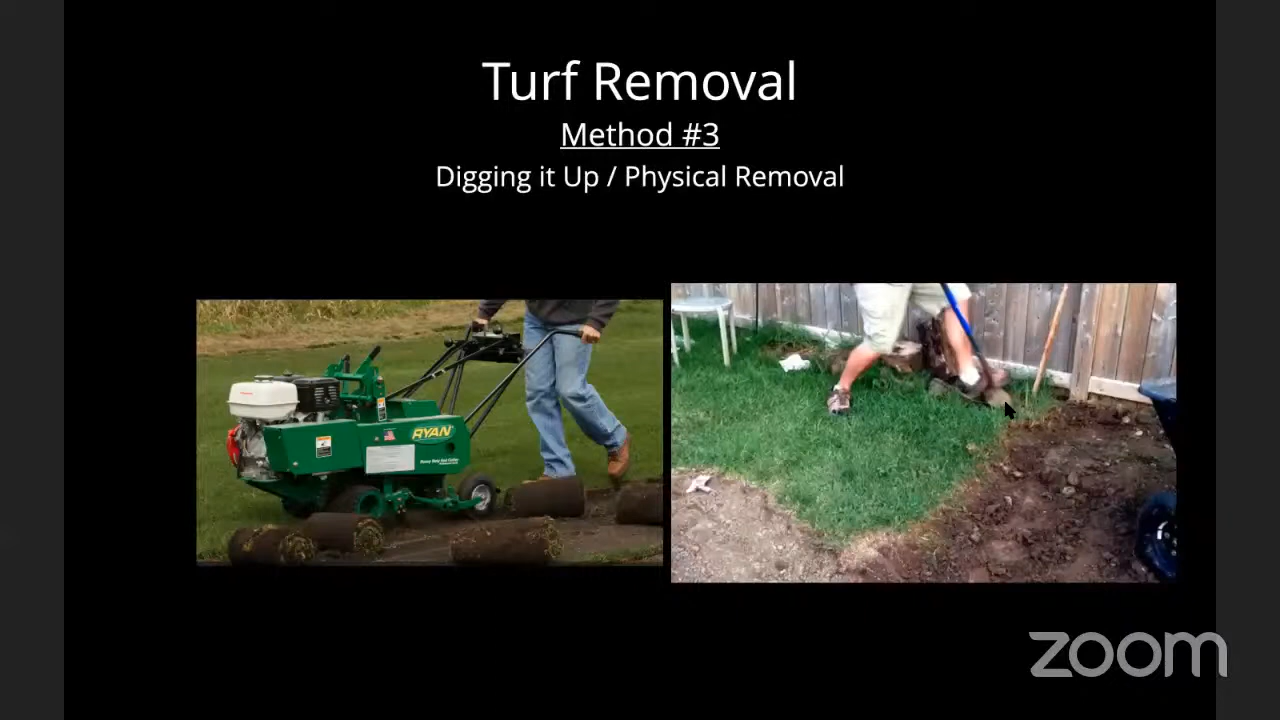 Turf Removal
Method #3
Digging it Up / Physical Removal
RYAN
zoom